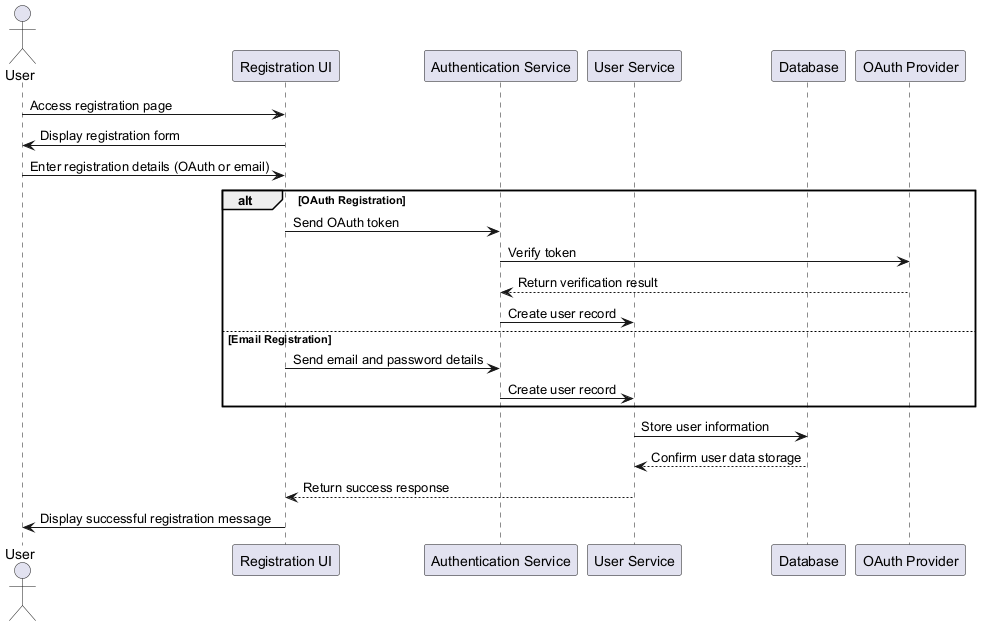 User
Registration UI
Authentication Service
User Service
Database
OAuth Provider
Access registration page
Display registration form
Enter registration details (OAuth or email)
alt
[OAuth Registration]
Send OAuth token
Verify token
Return verification result
Create user record
[Email Registration]
Send email and password details
Create user record
Store user information
Confirm user data storage
Return success response
Display successful registration message
User
Registration UI
Authentication Service
User Service
Database
OAuth Provider